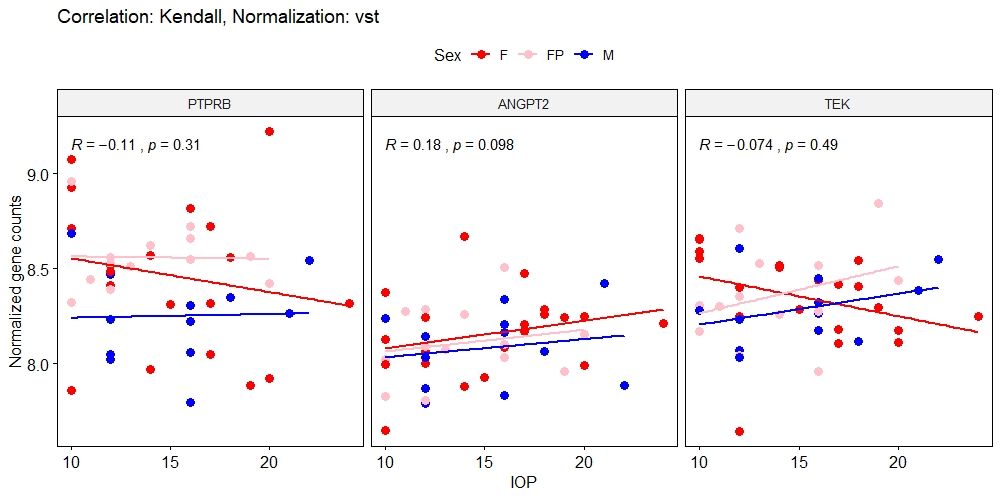 Correlation: Kendall, Normalization: vst
Sex F FP M
PTPRB ANGPT2 TEK
R = −0.11 , p = 0.31 R = 0.18 , p = 0.098 R = −0.074 , p = 0.49
Normalized gene counts
9.0
8.5
8.0
10 15 20 10 15 20 10 15 20
IOP